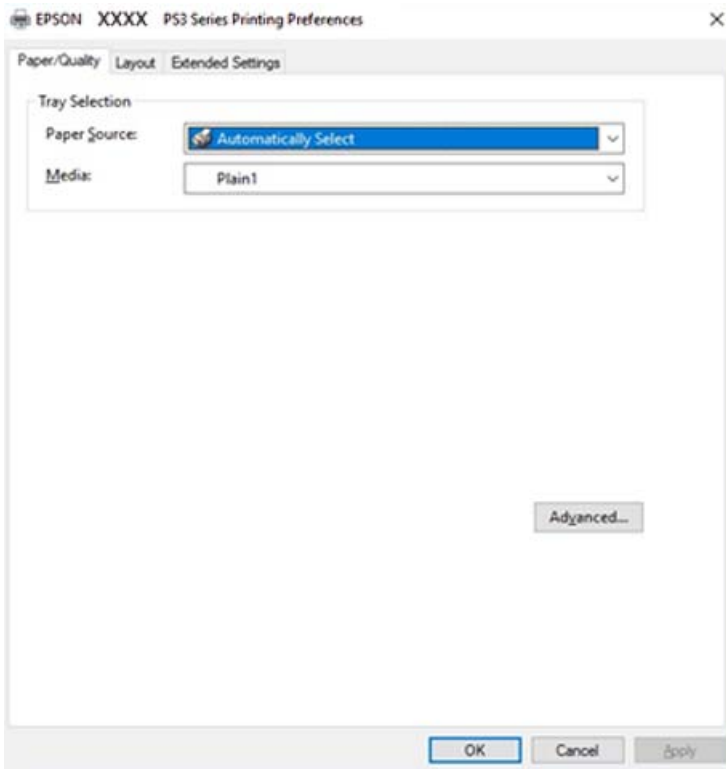 EPSON XXXX PS3 Series Printing Preferences
Paper/Quality Layout Extended Settings
Tray Selection
Paper Source: Automatically Select
Media: Plain1
Advanced...
OK Cancel Apply